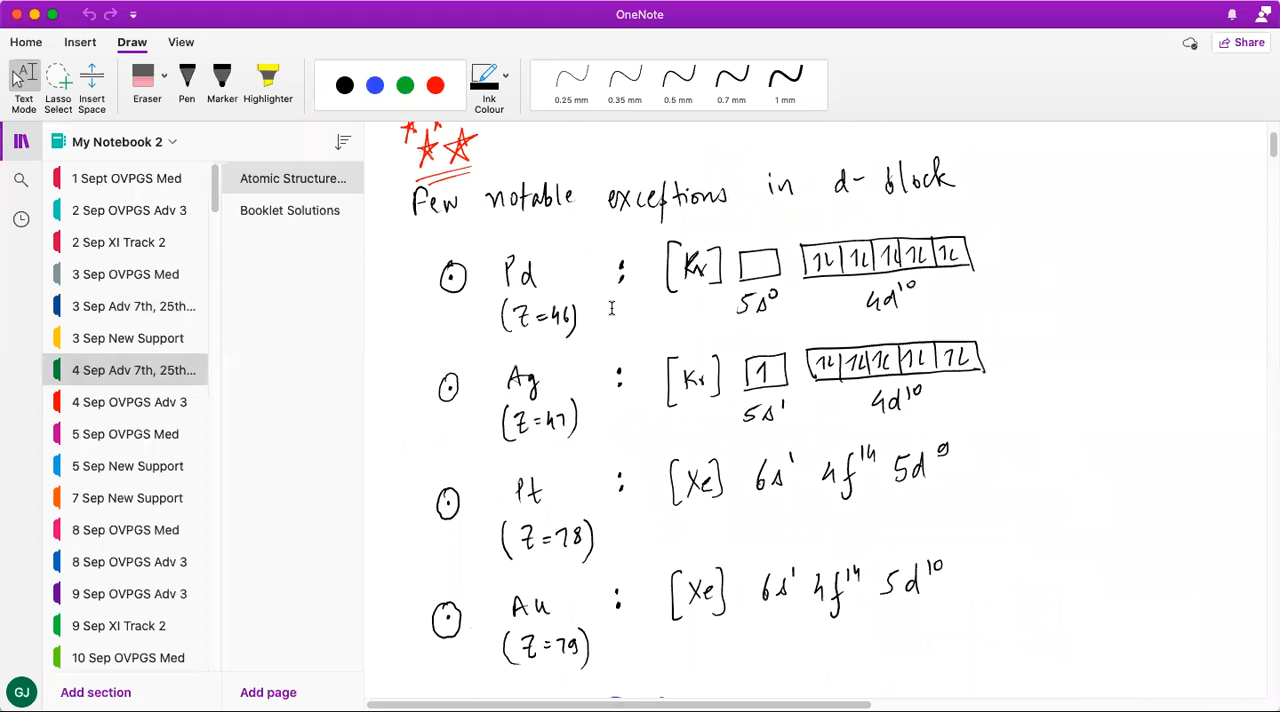 OneNote
Home Insert Draw View
Share
Text Mode
Lasso Select
Insert Space
Eraser
Pen
Marker
Highlighter
Ink Colour
0.25 mm 0.35 mm 0.5 mm 0.7 mm 1 mm
My Notebook 2
1 Sept OVPGS Med
2 Sep OVPGS Adv 3
2 Sep XI Track 2
3 Sep OVPGS Med
3 Sep Adv 7th, 25th...
3 Sep New Support
4 Sep Adv 7th, 25th...
4 Sep OVPGS Adv 3
5 Sep OVPGS Med
5 Sep New Support
7 Sep New Support
8 Sep OVPGS Med
8 Sep OVPGS Adv 3
9 Sep OVPGS Adv 3
9 Sep XI Track 2
10 Sep OVPGS Med
GJ
Add section
Atomic Structure...
Booklet Solutions
Add page
Few notable exceptions in d-block
Pd : [Kr] ⥮ ⥮ ⥮ ⥮ ⥮
(Z=46) 5s⁰ 4d¹⁰
Ag : [Kr] 1 ⥮ ⥮ ⥮ ⥮ ⥮
(Z=47) 5s¹ 4d¹⁰
Pt : [Xe] 6s¹ 4f¹⁴ 5d⁹
(Z=78)
Au : [Xe] 6s¹ 4f¹⁴ 5d¹⁰
(Z=79)